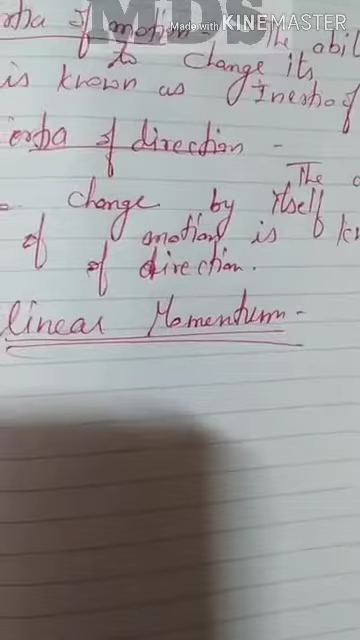 MDS
Made with KINEMASTER
of motion - The abil
to change its
is known as Inertia of
of direction -
The
change by itself
of motion is
of direction.
linear Momentum -